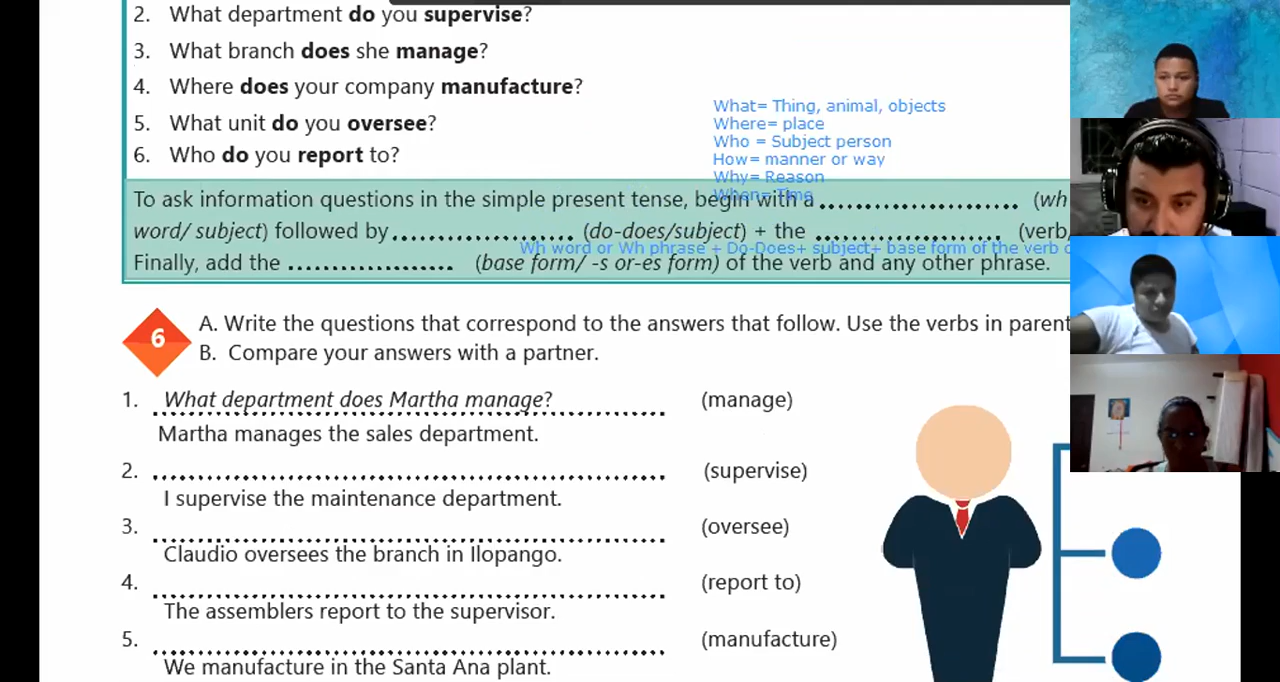 2. What department do you supervise?
3. What branch does she manage?
4. Where does your company manufacture?
What= Thing, animal, objects
5. What unit do you oversee?
Where= place
Who = Subject person
6. Who do you report to?
How= manner or way
Why= Reason
When= Time
To ask information questions in the simple present tense, begin with a .................... (wh
word/ subject) followed by .................... (do-does/subject) + the .................... (verb/
Wh word or Wh phrase + Do-Does+ subject+ base form of the verb
Finally, add the .................... (base form/ -s or-es form) of the verb and any other phrase.
6
A. Write the questions that correspond to the answers that follow. Use the verbs in parent
B. Compare your answers with a partner.
1. What department does Martha manage? (manage)
Martha manages the sales department.
2. .................... (supervise)
I supervise the maintenance department.
3. .................... (oversee)
Claudio oversees the branch in Ilopango.
4. .................... (report to)
The assemblers report to the supervisor.
5. .................... (manufacture)
We manufacture in the Santa Ana plant.